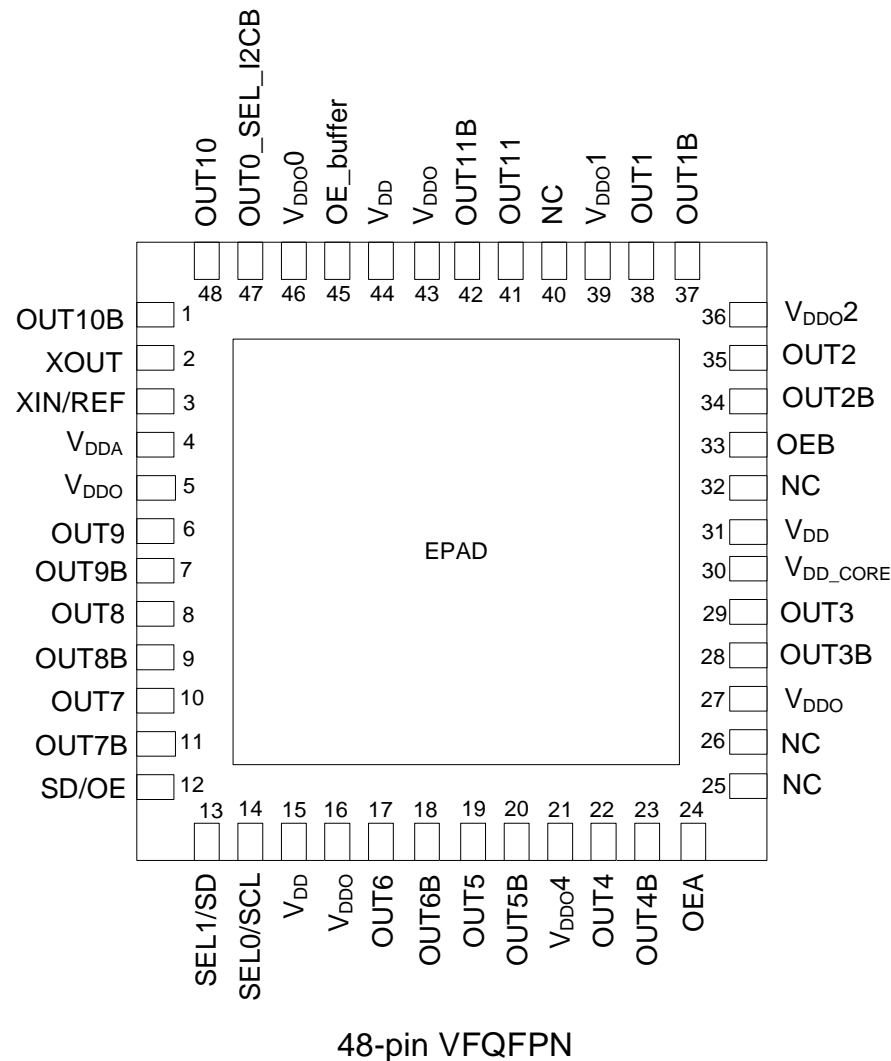 OUT10
OUT0_SEL_I2CB
VDDO0
OE_buffer
VDD
VDDO
OUT11B
OUT11
NC
VDDO1
OUT1
OUT1B
48 47 46 45 44 43 42 41 40 39 38 37
OUT10B 1
XOUT 2
XIN/REF 3
VDDA 4
VDDO 5
OUT9 6
OUT9B 7
OUT8 8
OUT8B 9
OUT7 10
OUT7B 11
SD/OE 12
EPAD
36 VDDO2
35 OUT2
34 OUT2B
33 OEB
32 NC
31 VDD
30 VDD_CORE
29 OUT3
28 OUT3B
27 VDDO
26 NC
25 NC
13 14 15 16 17 18 19 20 21 22 23 24
SEL1/SD
SEL0/SCL
VDD
VDDO
OUT6
OUT6B
OUT5
OUT5B
VDDO4
OUT4
OUT4B
OEA
48-pin VFQFPN